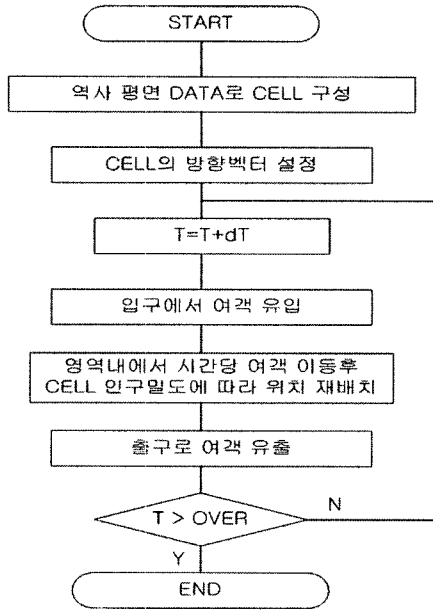 START
역사 평면 DATA로 CELL 구성
CELL의 방향벡터 설정
T=T+dT
입구에서 여객 유입
영역내에서 시간당 여객 이동후
CELL 인구밀도에 따라 위치 재배치
출구로 여객 유출
T > OVER
N
Y
END